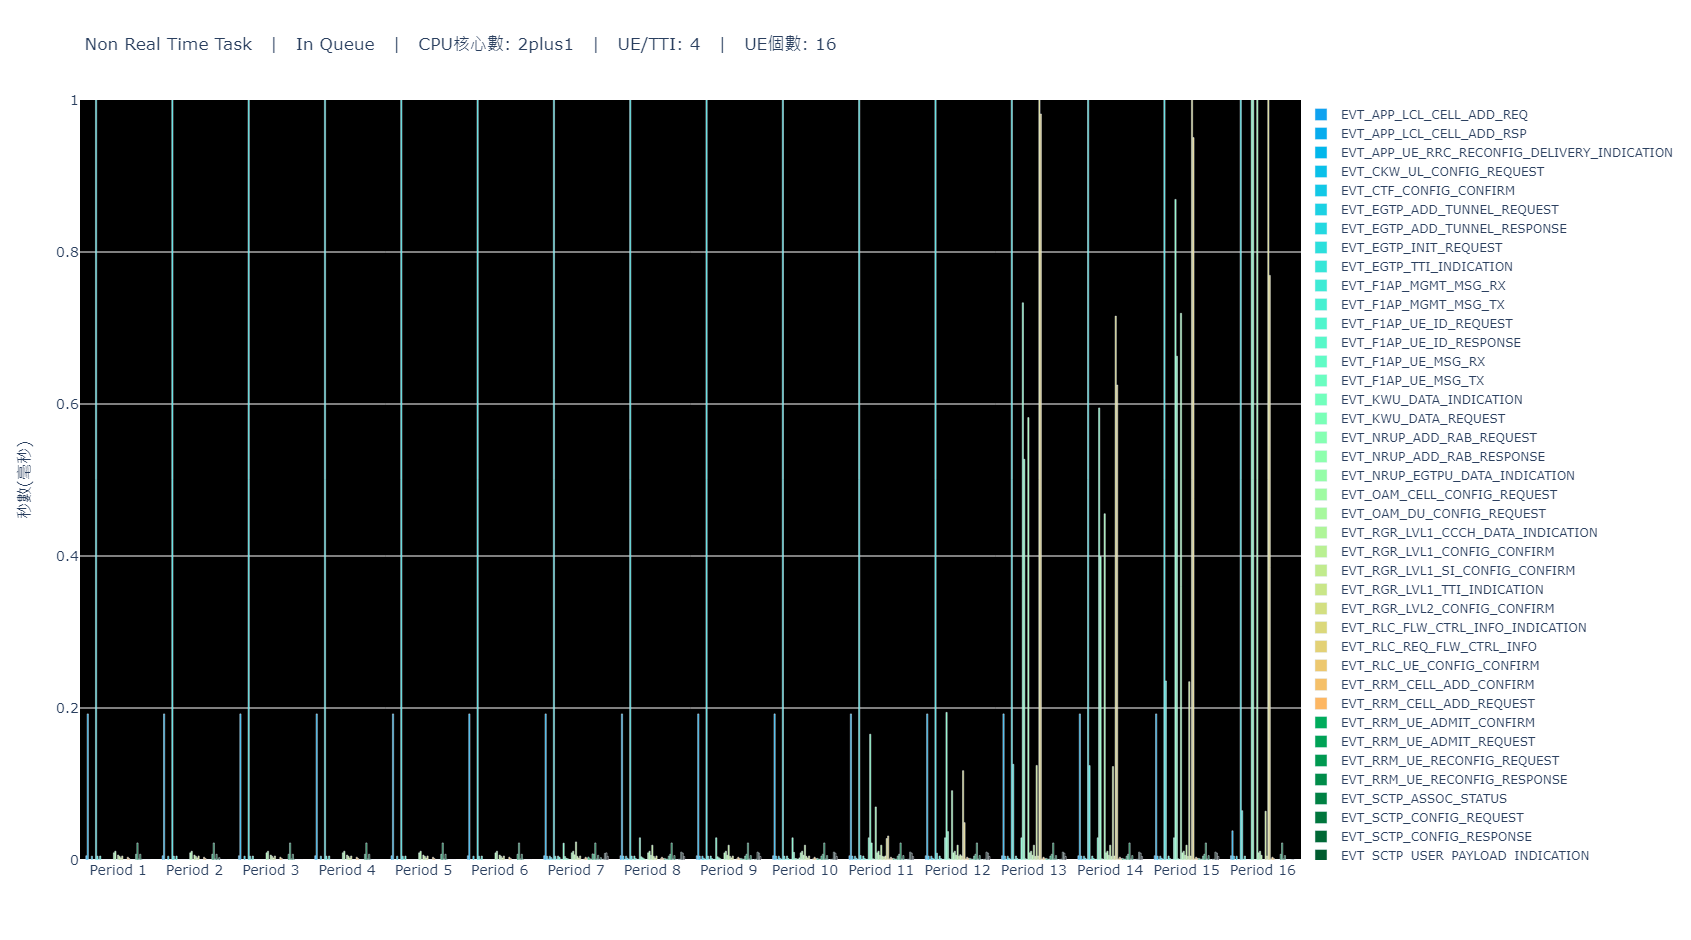 Non Real Time Task | In Queue | CPU核心數: 2plus1 | UE/TTI: 4 | UE個數: 16
1
0.8
0.6
0.4
0.2
0
秒數(毫秒)
Period 1 Period 2 Period 3 Period 4 Period 5 Period 6 Period 7 Period 8 Period 9 Period 10 Period 11 Period 12 Period 13 Period 14 Period 15 Period 16
EVT_APP_LCL_CELL_ADD_REQ
EVT_APP_LCL_CELL_ADD_RSP
EVT_APP_UE_RRC_RECONFIG_DELIVERY_INDICATION
EVT_CKW_UL_CONFIG_REQUEST
EVT_CTF_CONFIG_CONFIRM
EVT_EGTP_ADD_TUNNEL_REQUEST
EVT_EGTP_ADD_TUNNEL_RESPONSE
EVT_EGTP_INIT_REQUEST
EVT_EGTP_TTI_INDICATION
EVT_F1AP_MGMT_MSG_RX
EVT_F1AP_MGMT_MSG_TX
EVT_F1AP_UE_ID_REQUEST
EVT_F1AP_UE_ID_RESPONSE
EVT_F1AP_UE_MSG_RX
EVT_F1AP_UE_MSG_TX
EVT_KWU_DATA_INDICATION
EVT_KWU_DATA_REQUEST
EVT_NRUP_ADD_RAB_REQUEST
EVT_NRUP_ADD_RAB_RESPONSE
EVT_NRUP_EGTPU_DATA_INDICATION
EVT_OAM_CELL_CONFIG_REQUEST
EVT_OAM_DU_CONFIG_REQUEST
EVT_RGR_LVL1_CCCH_DATA_INDICATION
EVT_RGR_LVL1_CONFIG_CONFIRM
EVT_RGR_LVL1_SI_CONFIG_CONFIRM
EVT_RGR_LVL1_TTI_INDICATION
EVT_RGR_LVL2_CONFIG_CONFIRM
EVT_RLC_FLW_CTRL_INFO_INDICATION
EVT_RLC_REQ_FLW_CTRL_INFO
EVT_RLC_UE_CONFIG_CONFIRM
EVT_RRM_CELL_ADD_CONFIRM
EVT_RRM_CELL_ADD_REQUEST
EVT_RRM_UE_ADMIT_CONFIRM
EVT_RRM_UE_ADMIT_REQUEST
EVT_RRM_UE_RECONFIG_REQUEST
EVT_RRM_UE_RECONFIG_RESPONSE
EVT_SCTP_ASSOC_STATUS
EVT_SCTP_CONFIG_REQUEST
EVT_SCTP_CONFIG_RESPONSE
EVT_SCTP_USER_PAYLOAD_INDICATION